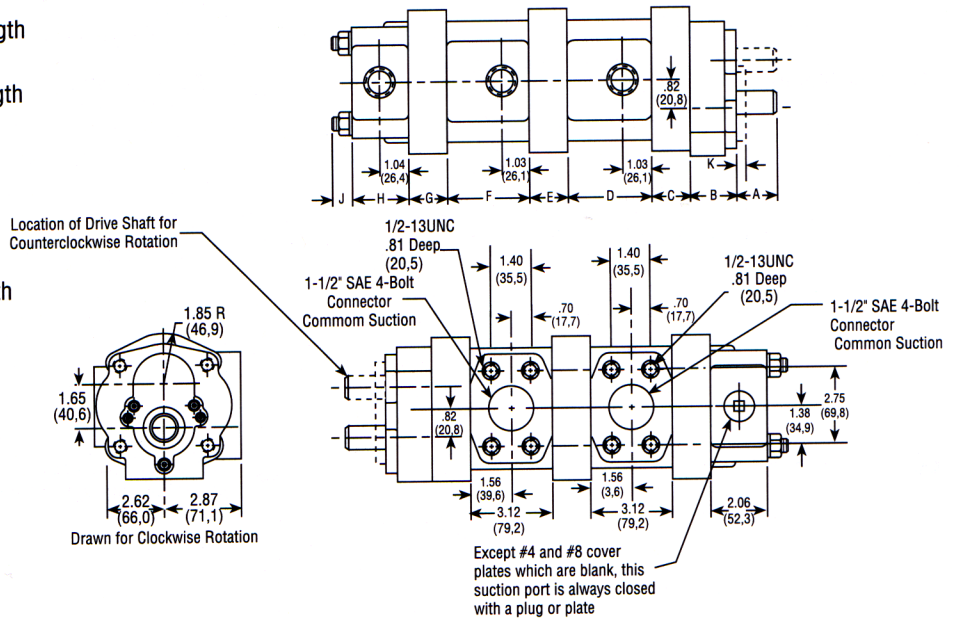 gth
gth
th
.82
(20,8)
K
1.04
(26,4)
1.03
(26,1)
1.03
(26,1)
J H G F E D C B A
Location of Drive Shaft for
Counterclockwise Rotation
1/2-13UNC
.81 Deep
(20,5)
1-1/2" SAE 4-Bolt
Connector
Commom Suction
1.40
(35,5)
.70
(17,7)
1.40
(35,5)
.70
(17,7)
1/2-13UNC
.81 Deep
(20,5)
1-1/2" SAE 4-Bolt
Connector
Common Suction
1.85 R
(46,9)
1.65
(40,6)
2.62
(66,0)
2.87
(71,1)
Drawn for Clockwise Rotation
.82
(20,8)
1.38
(34,9)
2.75
(69,8)
1.56
(39,6)
3.12
(79,2)
1.56
(3,6)
3.12
(79,2)
2.06
(52,3)
Except #4 and #8 cover
plates which are blank, this
suction port is always closed
with a plug or plate